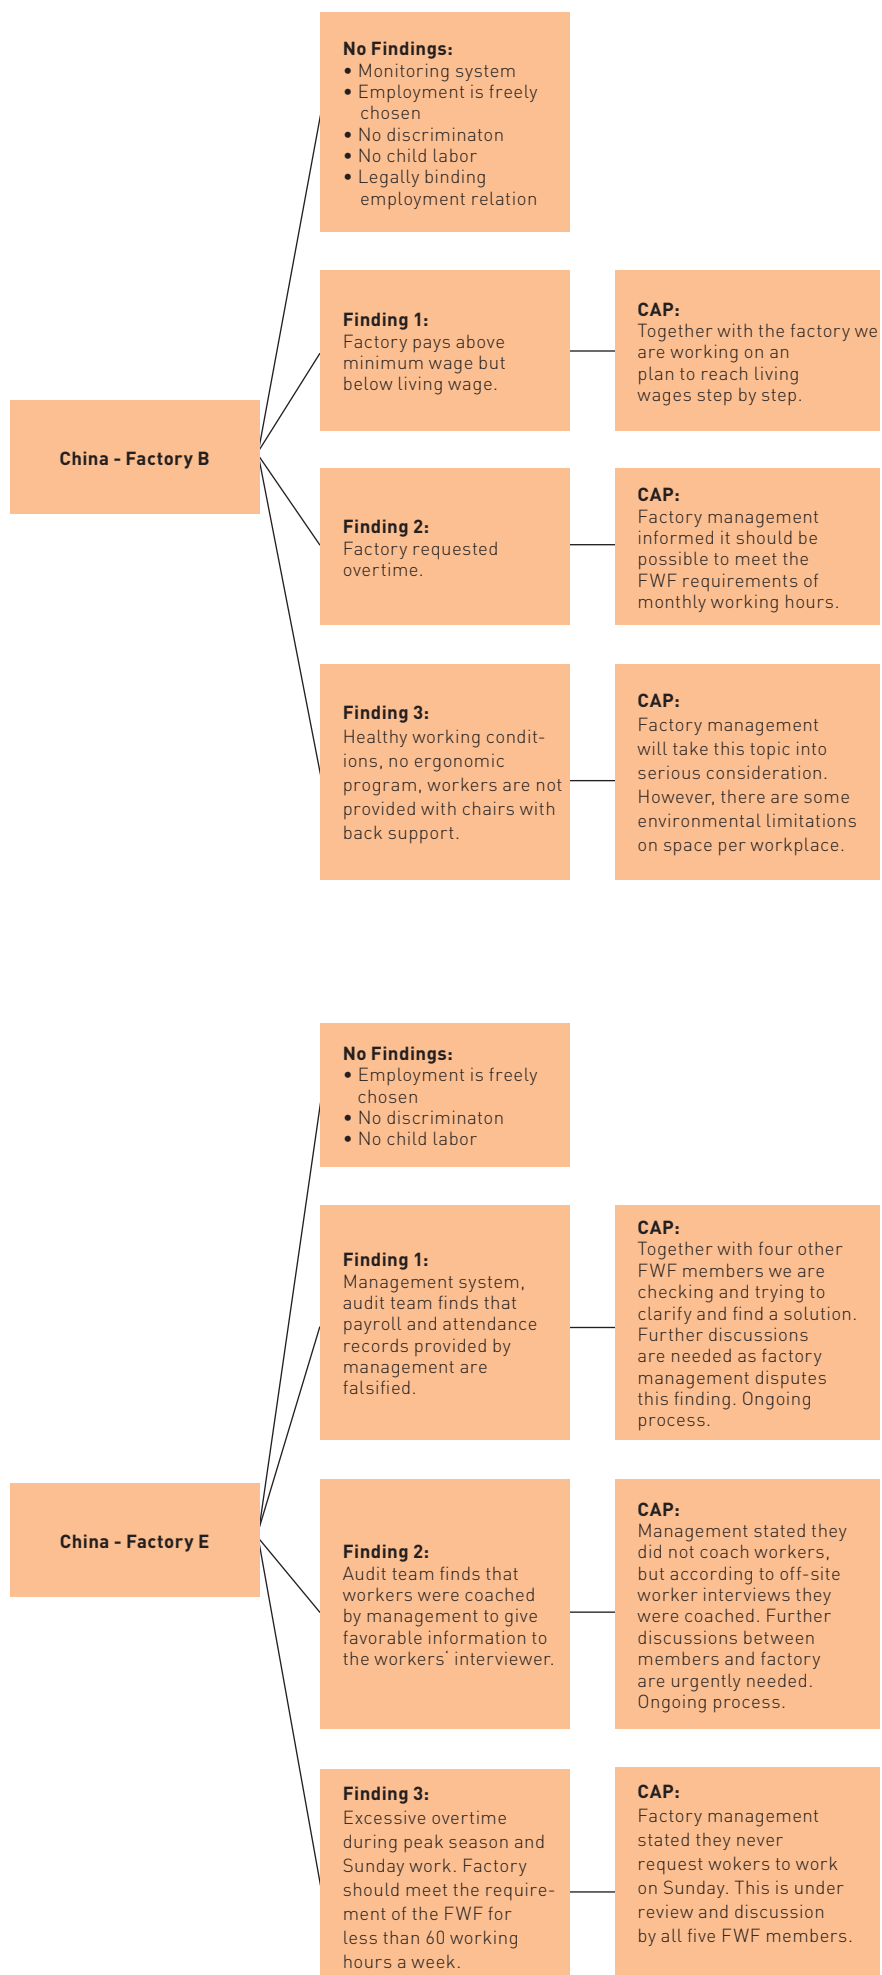 No Findings:
• Monitoring system
• Employment is freely
chosen
• No discriminaton
• No child labor
• Legally binding
employment relation
Finding 1:
Factory pays above
minimum wage but
below living wage.
CAP:
Together with the factory we
are working on an
plan to reach living
wages step by step.
China - Factory B
Finding 2:
Factory requested
overtime.
CAP:
Factory management
informed it should be
possible to meet the
FWF requirements of
monthly working hours.
Finding 3:
Healthy working condit-
ions, no ergonomic
program, workers are not
provided with chairs with
back support.
CAP:
Factory management
will take this topic into
serious consideration.
However, there are some
environmental limitations
on space per workplace.
No Findings:
• Employment is freely
chosen
• No discriminaton
• No child labor
Finding 1:
Management system,
audit team finds that
payroll and attendance
records provided by
management are
falsified.
CAP:
Together with four other
FWF members we are
checking and trying to
clarify and find a solution.
Further discussions
are needed as factory
management disputes
this finding. Ongoing
process.
China - Factory E
Finding 2:
Audit team finds that
workers were coached
by management to give
favorable information to
the workers' interviewer.
CAP:
Management stated they
did not coach workers,
but according to off-site
worker interviews they
were coached. Further
discussions between
members and factory
are urgently needed.
Ongoing process.
Finding 3:
Excessive overtime
during peak season and
Sunday work. Factory
should meet the require-
ment of the FWF for
less than 60 working
hours a week.
CAP:
Factory management
stated they never
request wokers to work
on Sunday. This is under
review and discussion
by all five FWF members.